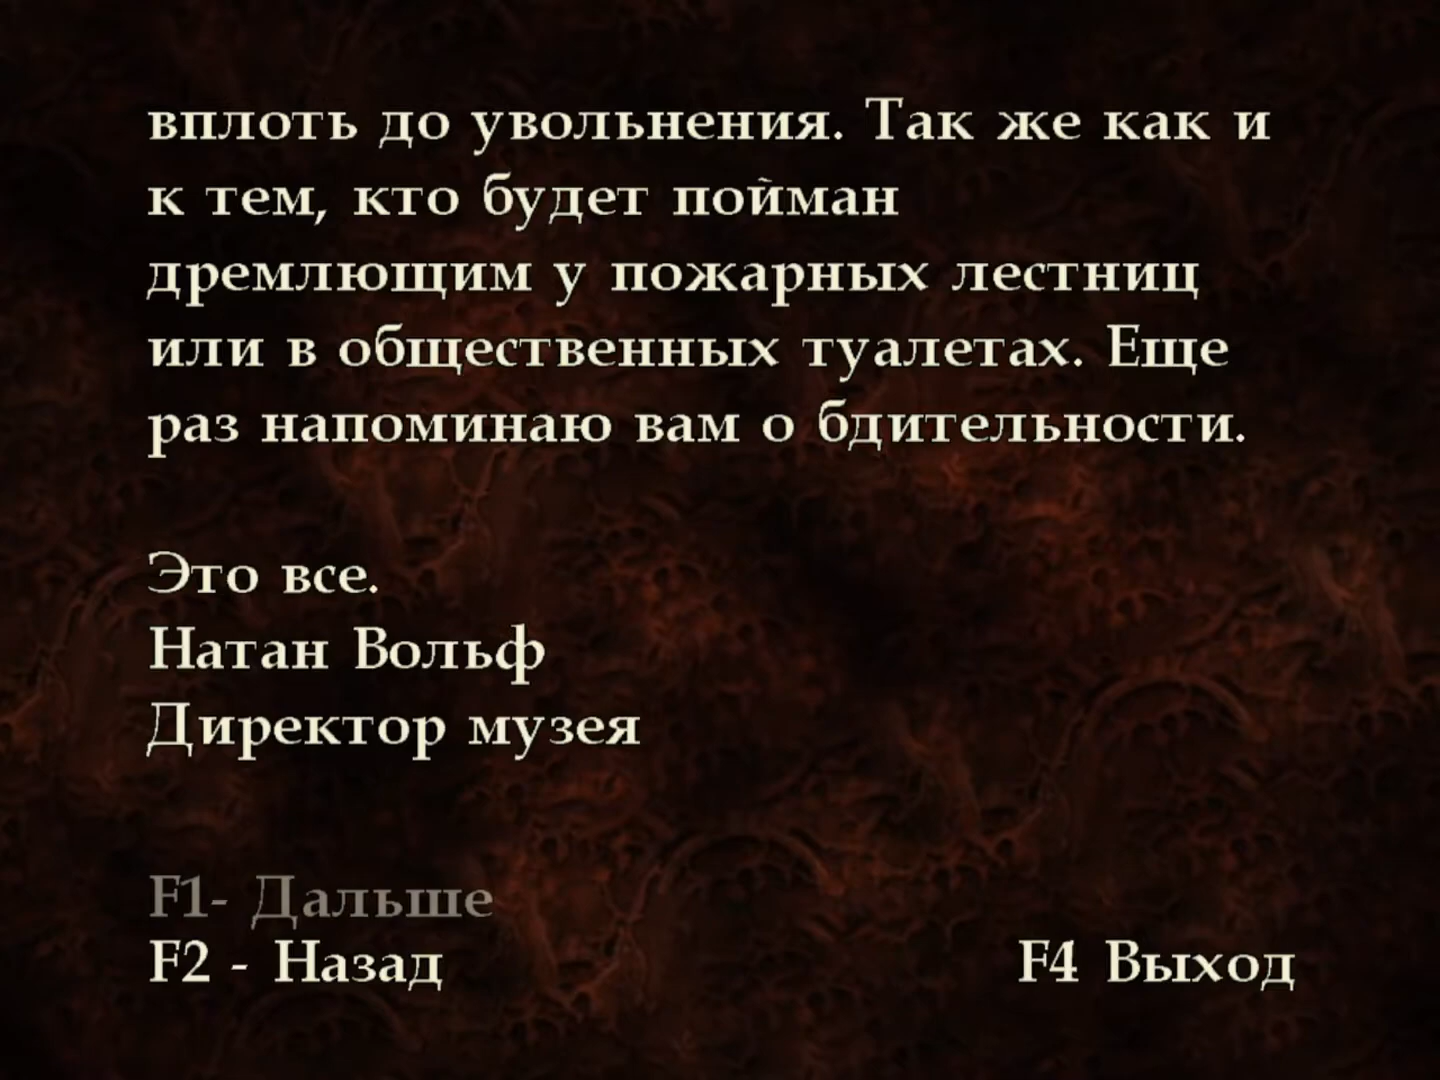 вплоть до увольнения. Так же как и
к тем, кто будет пойман
дремлющим у пожарных лестниц
или в общественных туалетах. Еще
раз напоминаю вам о бдительности.
Это все.
Натан Вольф
Директор музея
F1- Дальше
F2 - Назад
F4 Выход